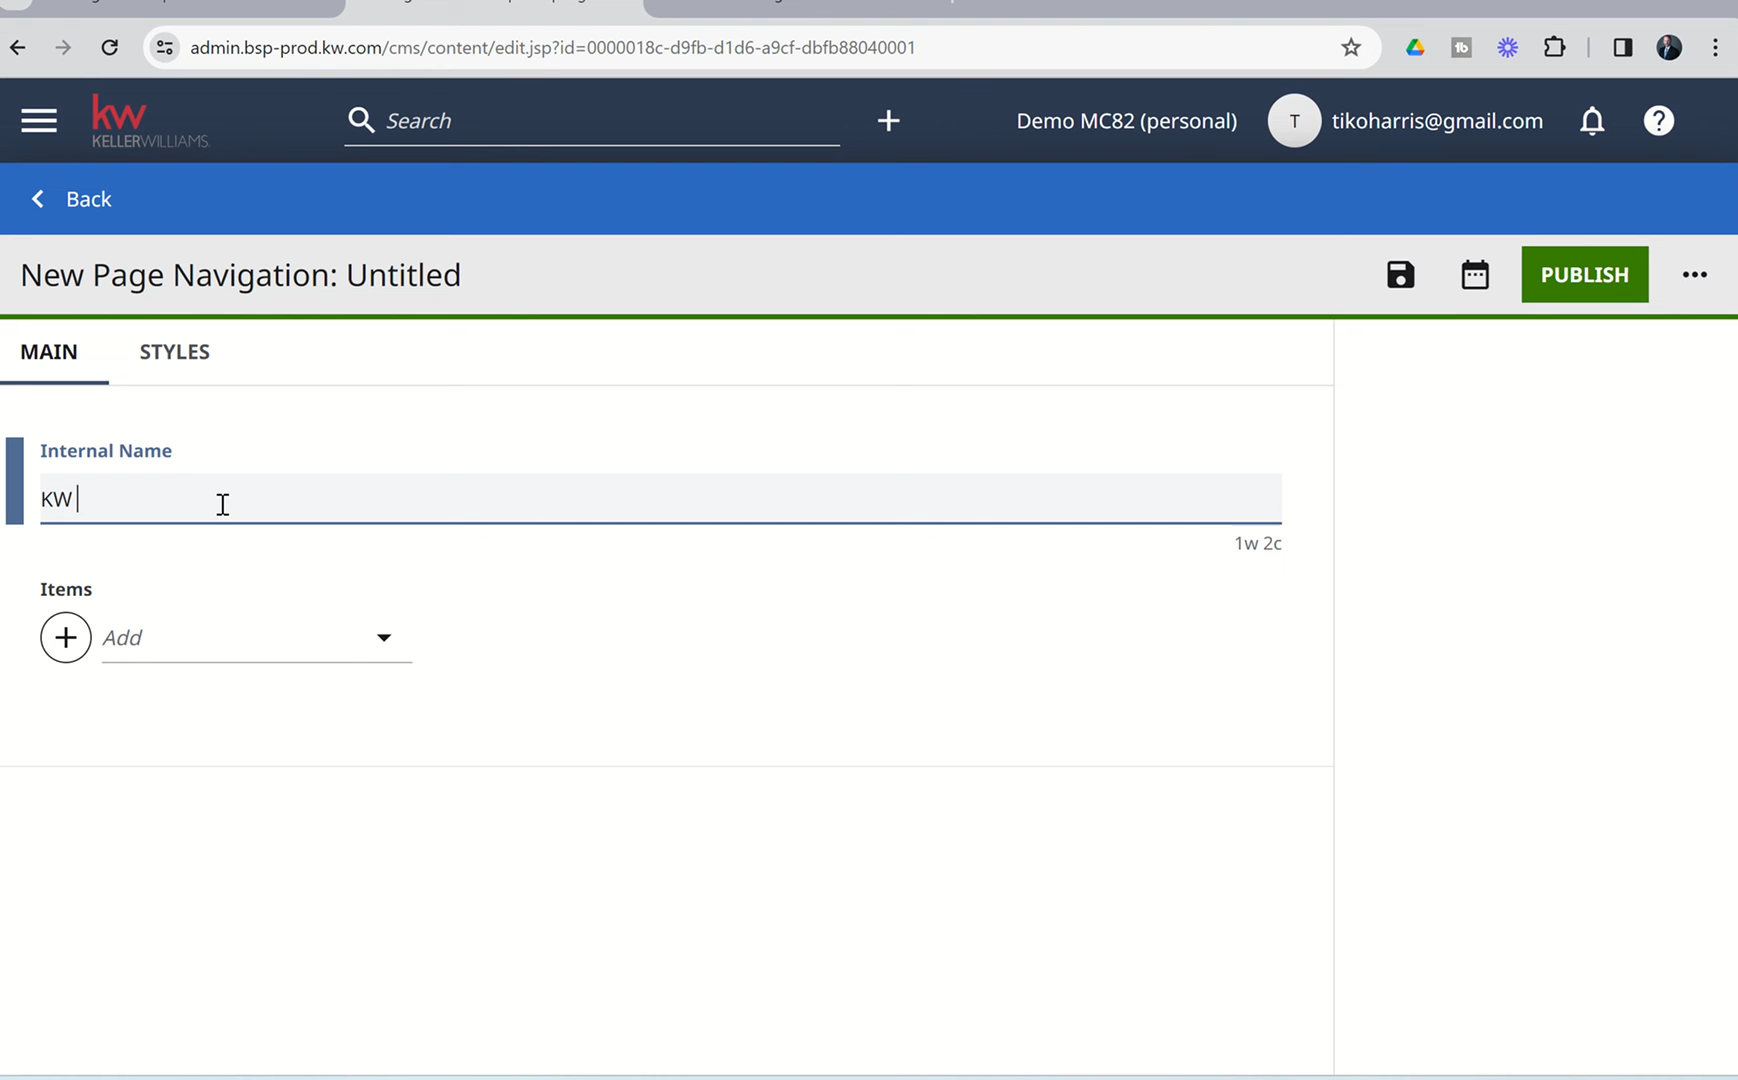 admin.bsp-prod.kw.com/cms/content/edit.jsp?id=0000018c-d9fb-d1d6-a9cf-dbfb88040001
kw
KELLERWILLIAMS.
Search
Demo MC82 (personal)
T
tikoharris@gmail.com
Back
New Page Navigation: Untitled
PUBLISH
MAIN
STYLES
Internal Name
KW
1w 2c
Items
Add